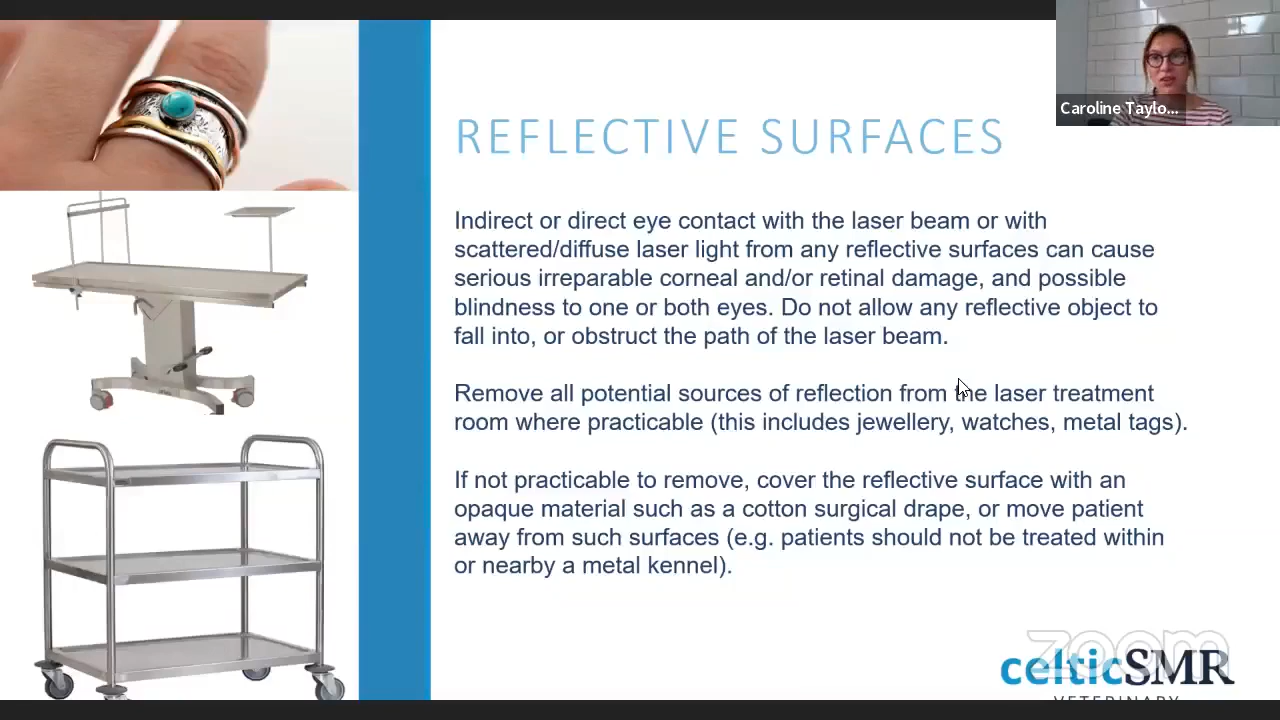 Caroline Taylo...
REFLECTIVE SURFACES
Indirect or direct eye contact with the laser beam or with
scattered/diffuse laser light from any reflective surfaces can cause
serious irreparable corneal and/or retinal damage, and possible
blindness to one or both eyes. Do not allow any reflective object to
fall into, or obstruct the path of the laser beam.
Remove all potential sources of reflection from the laser treatment
room where practicable (this includes jewellery, watches, metal tags).
If not practicable to remove, cover the reflective surface with an
opaque material such as a cotton surgical drape, or move patient
away from such surfaces (e.g. patients should not be treated within
or nearby a metal kennel).
zoom
celticSMR
VETERINARY